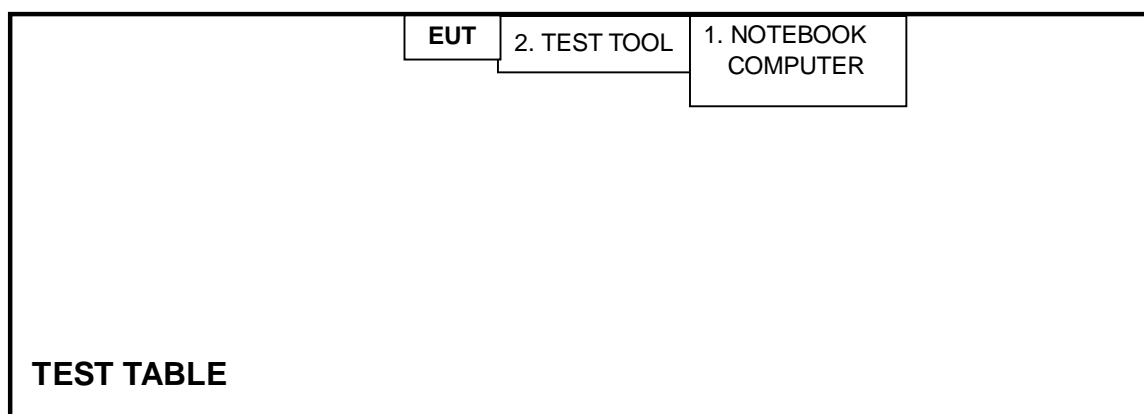 EUT
2. TEST TOOL
1. NOTEBOOK
COMPUTER
TEST TABLE